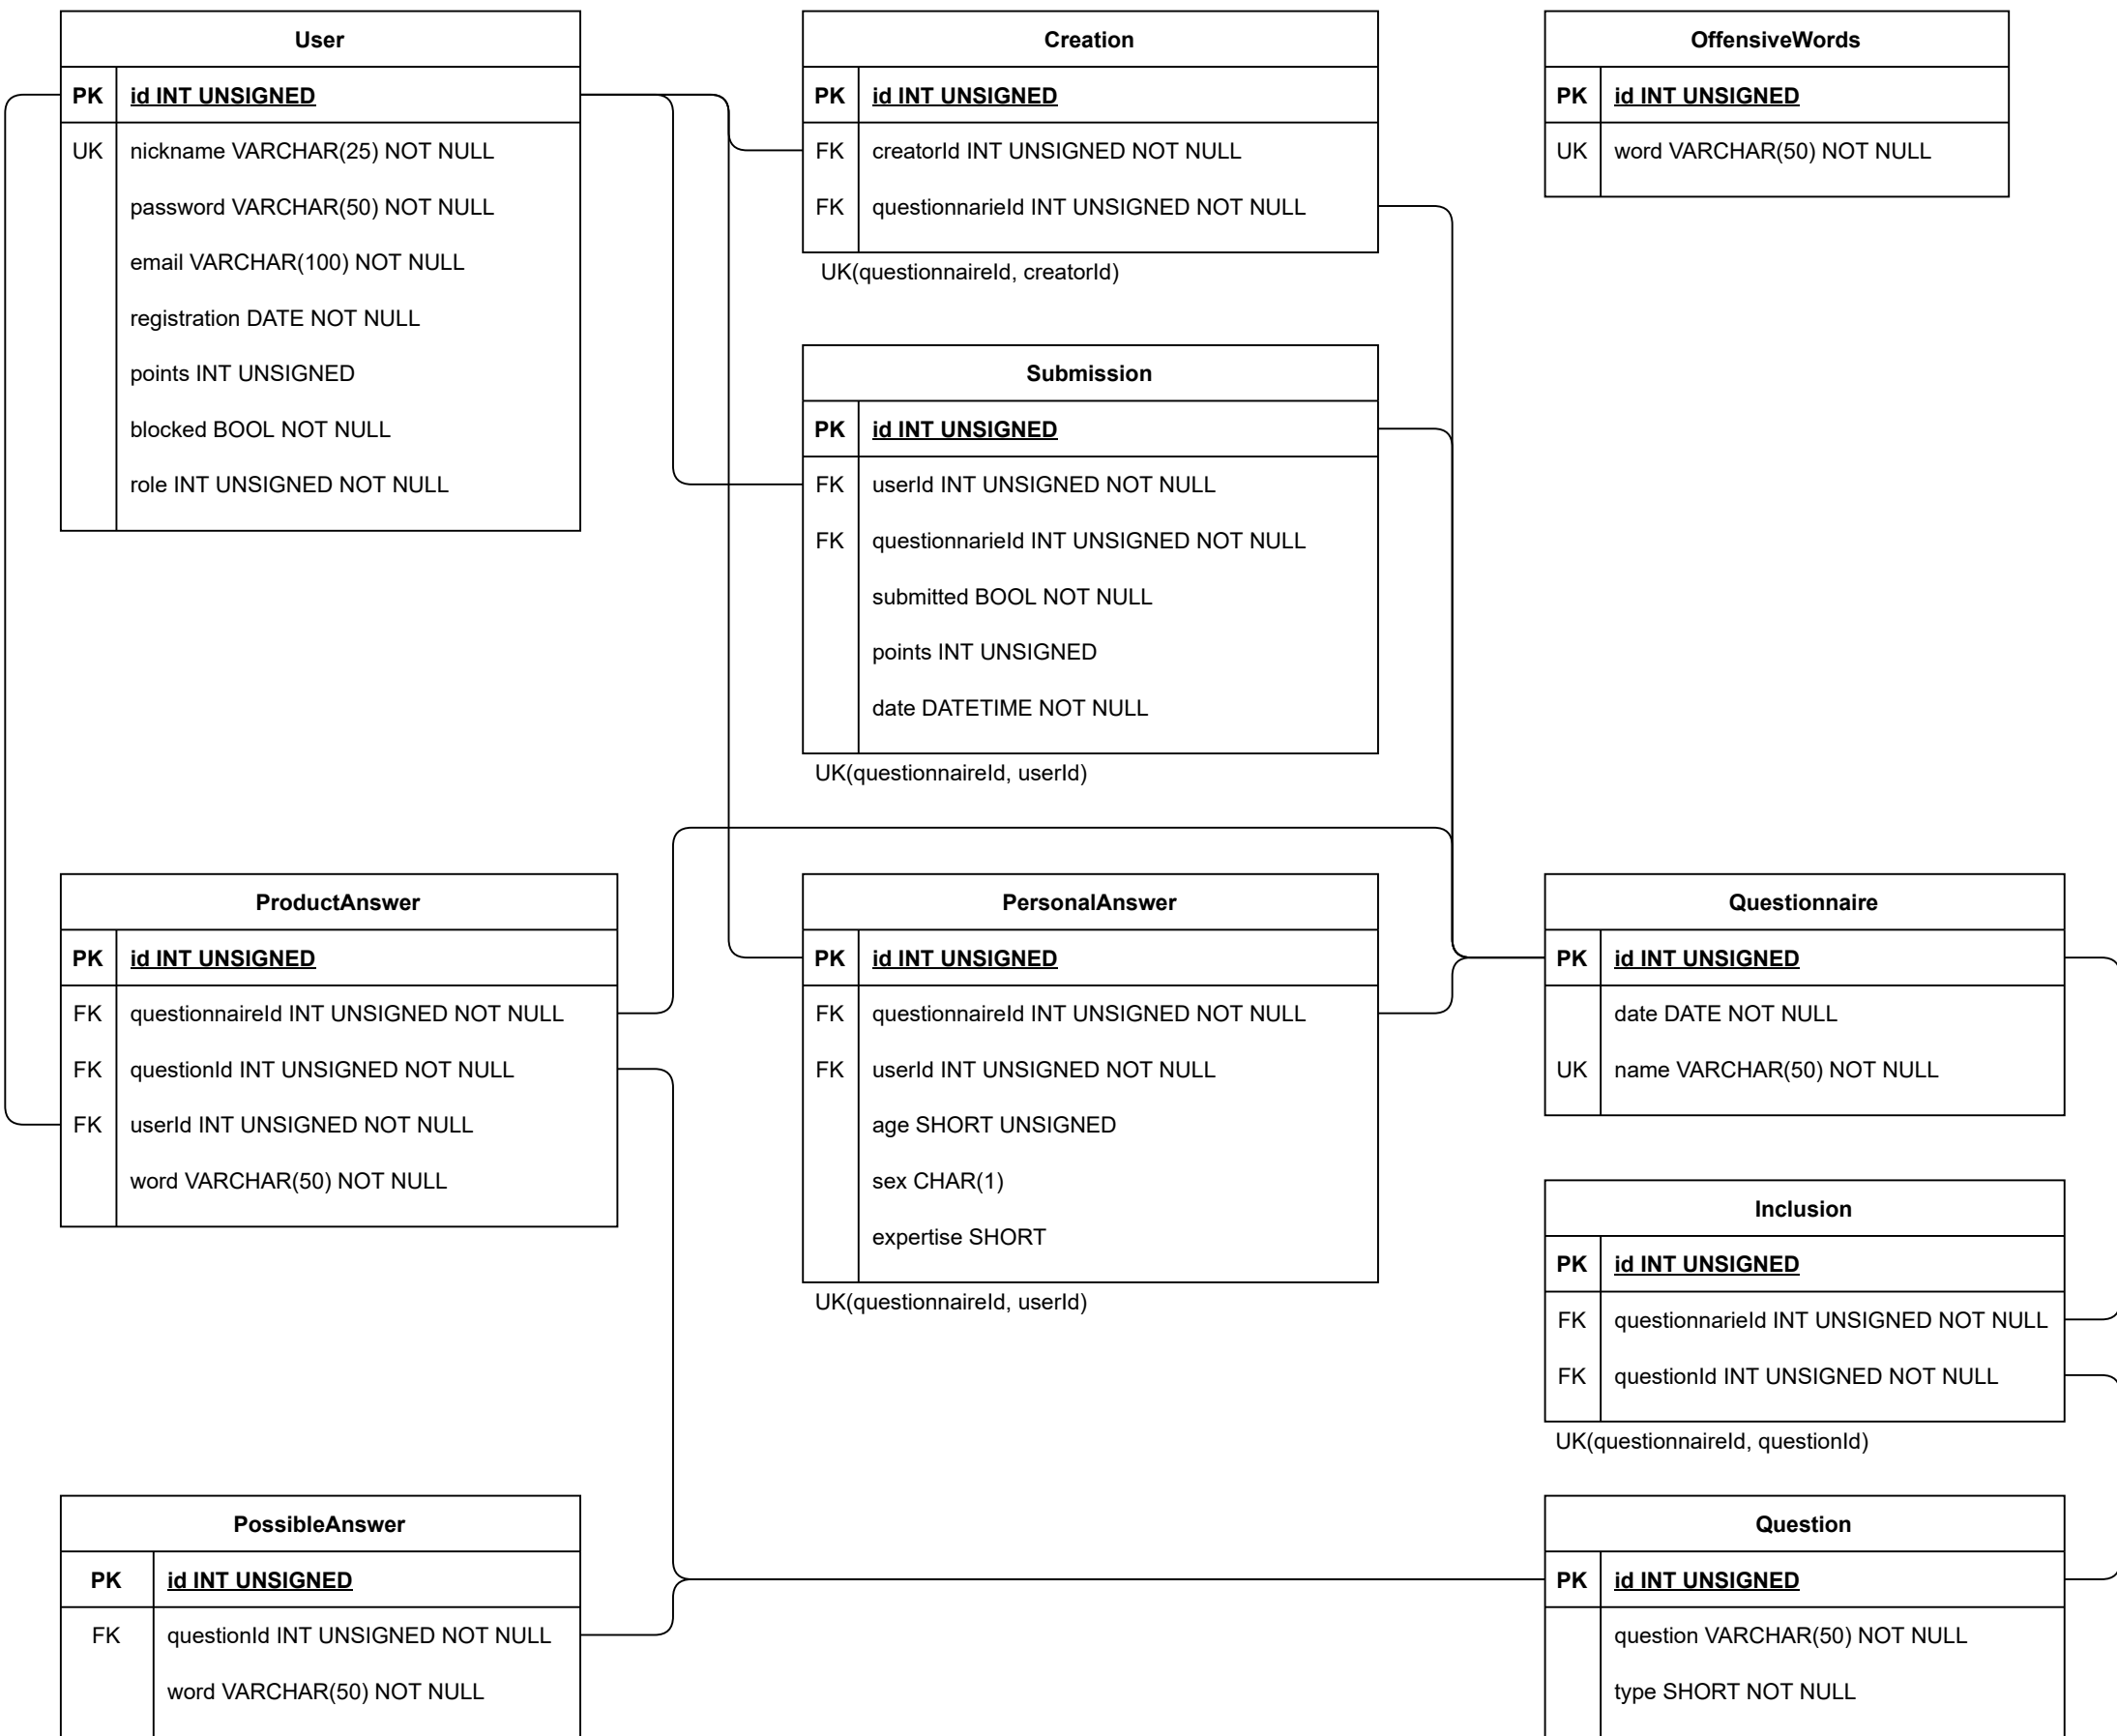 User
PK id INT UNSIGNED
UK nickname VARCHAR(25) NOT NULL
password VARCHAR(50) NOT NULL
email VARCHAR(100) NOT NULL
registration DATE NOT NULL
points INT UNSIGNED
blocked BOOL NOT NULL
role INT UNSIGNED NOT NULL
Creation
PK id INT UNSIGNED
FK creatorId INT UNSIGNED NOT NULL
FK questionnarieId INT UNSIGNED NOT NULL
UK(questionnaireId, creatorId)
OffensiveWords
PK id INT UNSIGNED
UK word VARCHAR(50) NOT NULL
Submission
PK id INT UNSIGNED
FK userId INT UNSIGNED NOT NULL
FK questionnarieId INT UNSIGNED NOT NULL
submitted BOOL NOT NULL
points INT UNSIGNED
date DATETIME NOT NULL
UK(questionnaireId, userId)
ProductAnswer
PK id INT UNSIGNED
FK questionnaireId INT UNSIGNED NOT NULL
FK questionId INT UNSIGNED NOT NULL
FK userId INT UNSIGNED NOT NULL
word VARCHAR(50) NOT NULL
PersonalAnswer
PK id INT UNSIGNED
FK questionnaireId INT UNSIGNED NOT NULL
FK userId INT UNSIGNED NOT NULL
age SHORT UNSIGNED
sex CHAR(1)
expertise SHORT
UK(questionnaireId, userId)
Questionnaire
PK id INT UNSIGNED
date DATE NOT NULL
UK name VARCHAR(50) NOT NULL
Inclusion
PK id INT UNSIGNED
FK questionnarieId INT UNSIGNED NOT NULL
FK questionId INT UNSIGNED NOT NULL
UK(questionnaireId, questionId)
PossibleAnswer
PK id INT UNSIGNED
FK questionId INT UNSIGNED NOT NULL
word VARCHAR(50) NOT NULL
Question
PK id INT UNSIGNED
question VARCHAR(50) NOT NULL
type SHORT NOT NULL